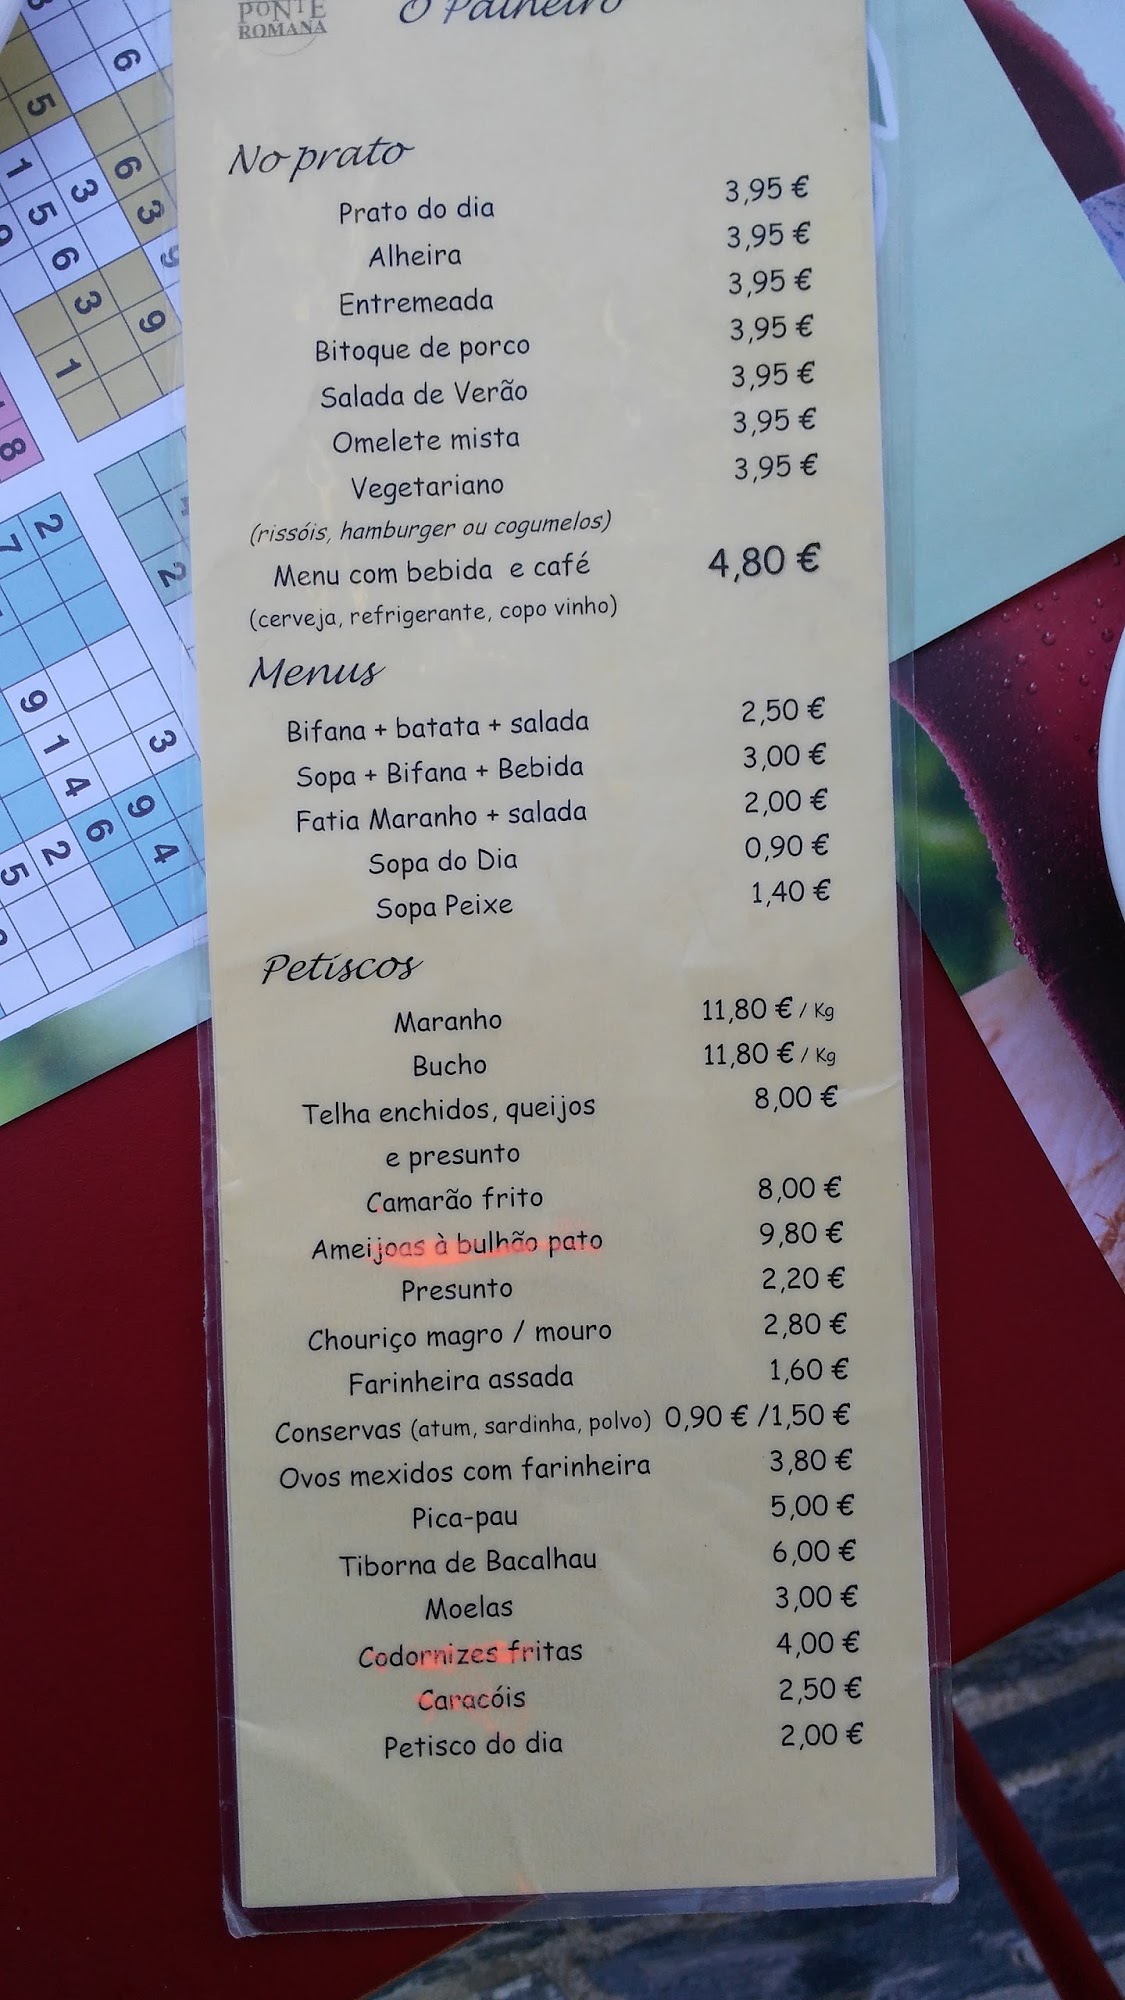 PONTE
ROMANA
O Palheiro
No prato
Prato do dia 3,95 €
Alheira 3,95 €
Entremeada 3,95 €
Bitoque de porco 3,95 €
Salada de Verão 3,95 €
Omelete mista 3,95 €
Vegetariano 3,95 €
(rissóis, hamburger ou cogumelos)
Menu com bebida e café 4,80 €
(cerveja, refrigerante, copo vinho)
Menus
Bifana + batata + salada 2,50 €
Sopa + Bifana + Bebida 3,00 €
Fatia Maranho + salada 2,00 €
Sopa do Dia 0,90 €
Sopa Peixe 1,40 €
Petiscos
Maranho 11,80 € / Kg
Bucho 11,80 € / Kg
Telha enchidos, queijos 8,00 €
e presunto
Camarão frito 8,00 €
Ameijoas à bulhão pato 9,80 €
Presunto 2,20 €
Chouriço magro / mouro 2,80 €
Farinheira assada 1,60 €
Conservas (atum, sardinha, polvo) 0,90 € /1,50 €
Ovos mexidos com farinheira 3,80 €
Pica-pau 5,00 €
Tiborna de Bacalhau 6,00 €
Moelas 3,00 €
Codornizes fritas 4,00 €
Caracóis 2,50 €
Petisco do dia 2,00 €